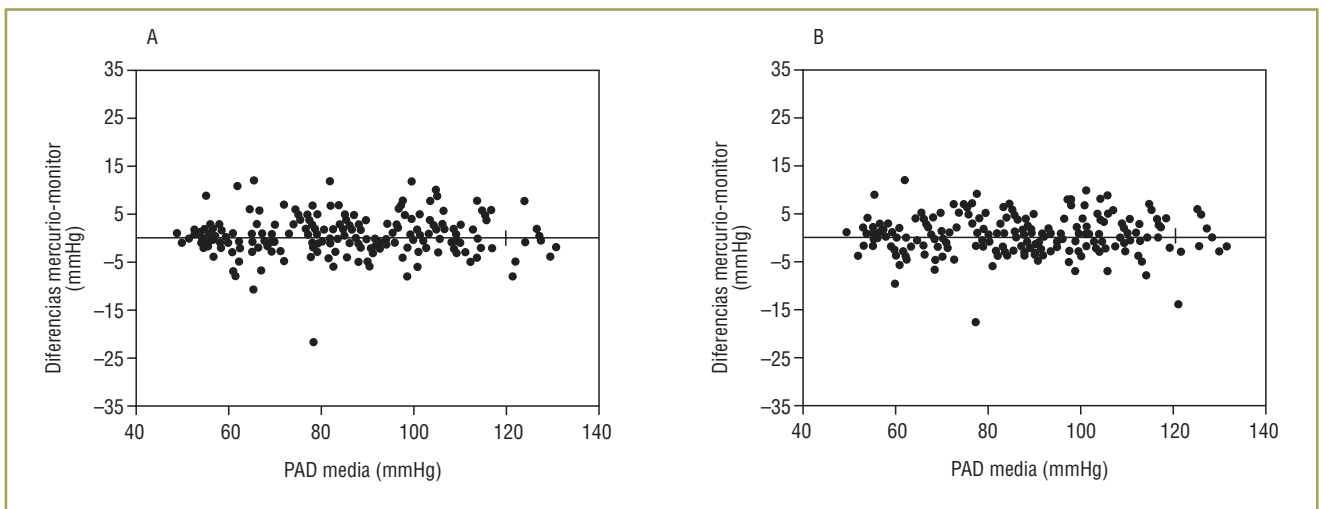 A
35
25
15
5
–5
–15
–25
–35
Diferencias mercurio-monitor
(mmHg)
40 60 80 100 120 140
PAD media (mmHg)
B
35
25
15
5
–5
–15
–25
–35
Diferencias mercurio-monitor
(mmHg)
40 60 80 100 120 140
PAD media (mmHg)